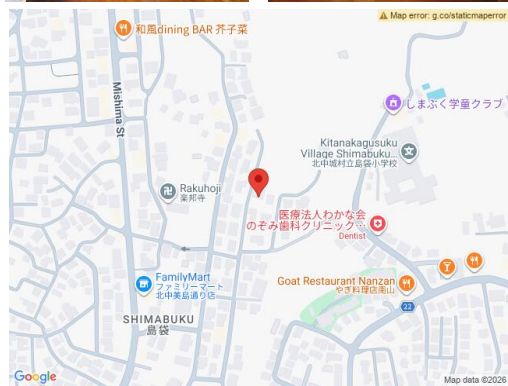 Map error: g.co/staticmaperror
和風dining BAR 芥子菜
Mishima St
しまぶく学童クラブ
Kitanakagusuku
Village Shimabuku...
北中城村立島袋小学校
Rakuhoji
楽邦寺
医療法人わかな会
のぞみ歯科クリニック…
Dentist
FamilyMart
ファミリーマート
北中美島通り店
Goat Restaurant Nanzan
やぎ料理店南山
22
SHIMABUKU
島袋
Google
Map data ©2026